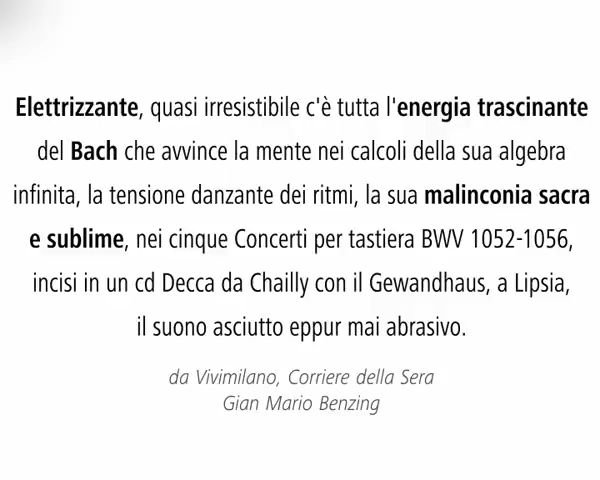 Elettrizzante, quasi irresistibile c'è tutta l'energia trascinante
del Bach che avvince la mente nei calcoli della sua algebra
infinita, la tensione danzante dei ritmi, la sua malinconia sacra
e sublime, nei cinque Concerti per tastiera BWV 1052-1056,
incisi in un cd Decca da Chailly con il Gewandhaus, a Lipsia,
il suono asciutto eppur mai abrasivo.
da Vivimilano, Corriere della Sera
Gian Mario Benzing